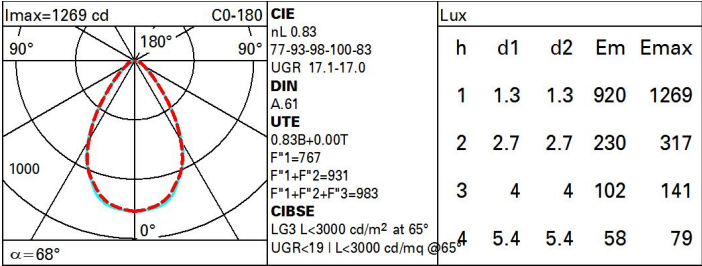 Imax=1269 cd C0-180
90° 180° 90°
1000
0°
α=68°
CIE
nL 0.83
77-93-98-100-83
UGR 17.1-17.0
DIN
A.61
UTE
0.83B+0.00T
F"1=767
F"1+F"2=931
F"1+F"2+F"3=983
CIBSE
LG3 L<3000 cd/m² at 65°
UGR<19 | L<3000 cd/mq @65°
Lux
h d1 d2 Em Emax
1 1.3 1.3 920 1269
2 2.7 2.7 230 317
3 4 4 102 141
4 5.4 5.4 58 79